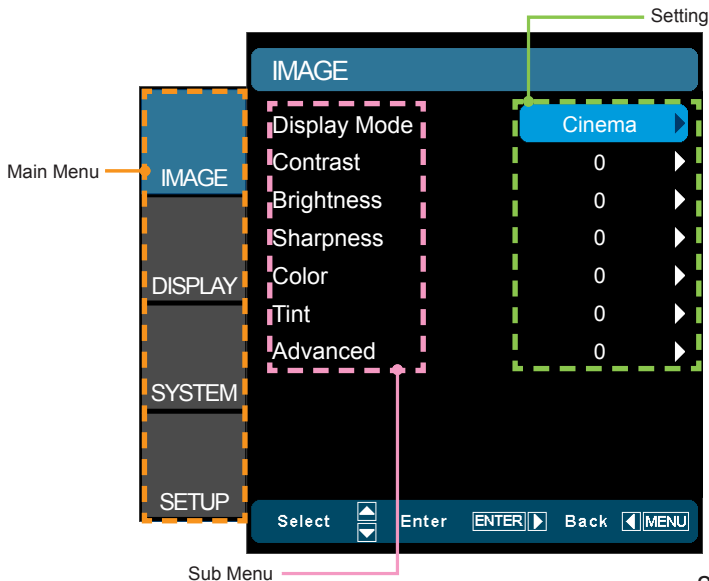 Setting
IMAGE
Display Mode Cinema
Main Menu
IMAGE
Contrast 0
Brightness 0
Sharpness 0
DISPLAY
Color 0
Tint 0
Advanced 0
SYSTEM
SETUP
Select Enter ENTER Back MENU
Sub Menu